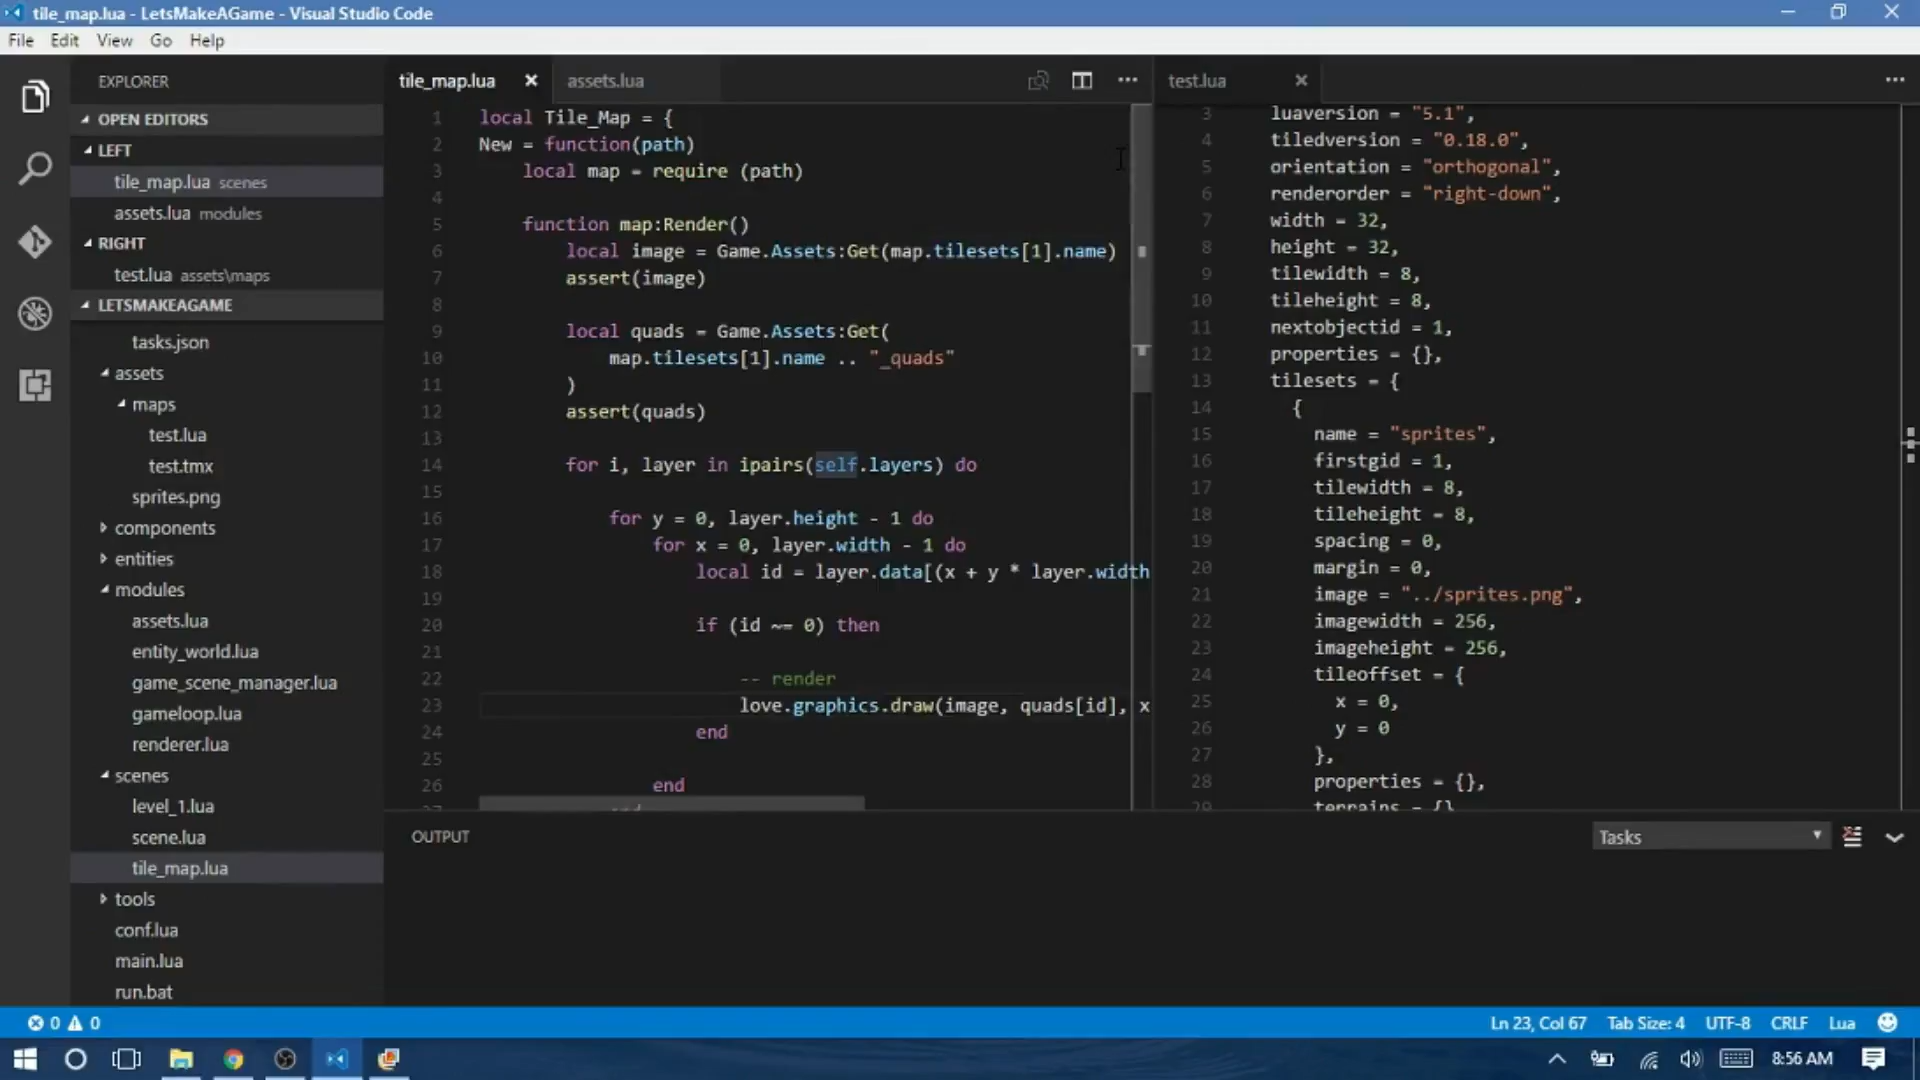 tile_map.lua - LetsMakeAGame - Visual Studio Code
File Edit View Go Help
EXPLORER
OPEN EDITORS
LEFT
tile_map.lua scenes
assets.lua modules
RIGHT
test.lua assets\maps
LETSMAKEAGAME
tasks.json
assets
maps
test.lua
test.tmx
sprites.png
components
entities
modules
assets.lua
entity_world.lua
game_scene_manager.lua
gameloop.lua
renderer.lua
scenes
level_1.lua
scene.lua
tile_map.lua
tools
conf.lua
main.lua
run.bat
tile_map.lua assets.lua
1 local Tile_Map = {
2 New = function(path)
3 local map = require (path)
4
5 function map:Render()
6 local image = Game.Assets:Get(map.tilesets[1].name)
7 assert(image)
8
9 local quads = Game.Assets:Get(
10 map.tilesets[1].name .. "_quads"
11 )
12 assert(quads)
13
14 for i, layer in ipairs(self.layers) do
15
16 for y = 0, layer.height - 1 do
17 for x = 0, layer.width - 1 do
18 local id = layer.data[(x + y * layer.width
19
20 if (id ~= 0) then
21
22 -- render
23 love.graphics.draw(image, quads[id], x
24 end
25
26 end
27 end
test.lua
3 luaversion = "5.1",
4 tiledversion = "0.18.0",
5 orientation = "orthogonal",
6 renderorder = "right-down",
7 width = 32,
8 height = 32,
9 tilewidth = 8,
10 tileheight = 8,
11 nextobjectid = 1,
12 properties = {},
13 tilesets = {
14 {
15 name = "sprites",
16 firstgid = 1,
17 tilewidth = 8,
18 tileheight = 8,
19 spacing = 0,
20 margin = 0,
21 image = "../sprites.png",
22 imagewidth = 256,
23 imageheight = 256,
24 tileoffset = {
25 x = 0,
26 y = 0
27 },
28 properties = {},
29 terrains = {}
OUTPUT
Tasks
0 0
Ln 23, Col 67 Tab Size: 4 UTF-8 CRLF Lua
8:56 AM